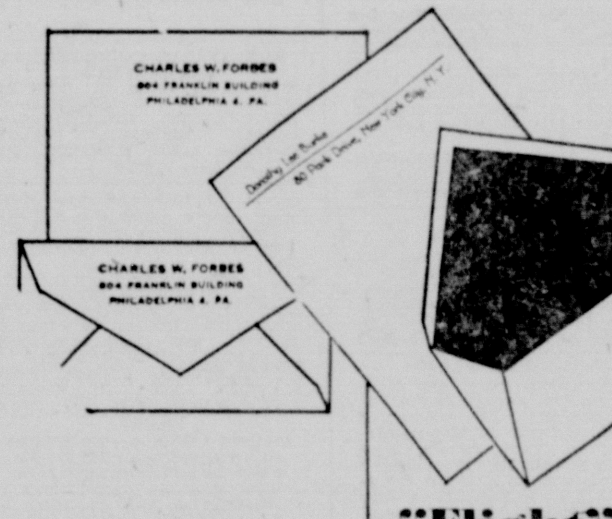 CHARLES W. FORBES
804 FRANKLIN BUILDING
PHILADELPHIA 4. PA.
Dorothy Lee Burke
80 Park Drive, New York City, N. Y.
CHARLES W. FORBES
804 FRANKLIN BUILDING
PHILADELPHIA 4. PA.